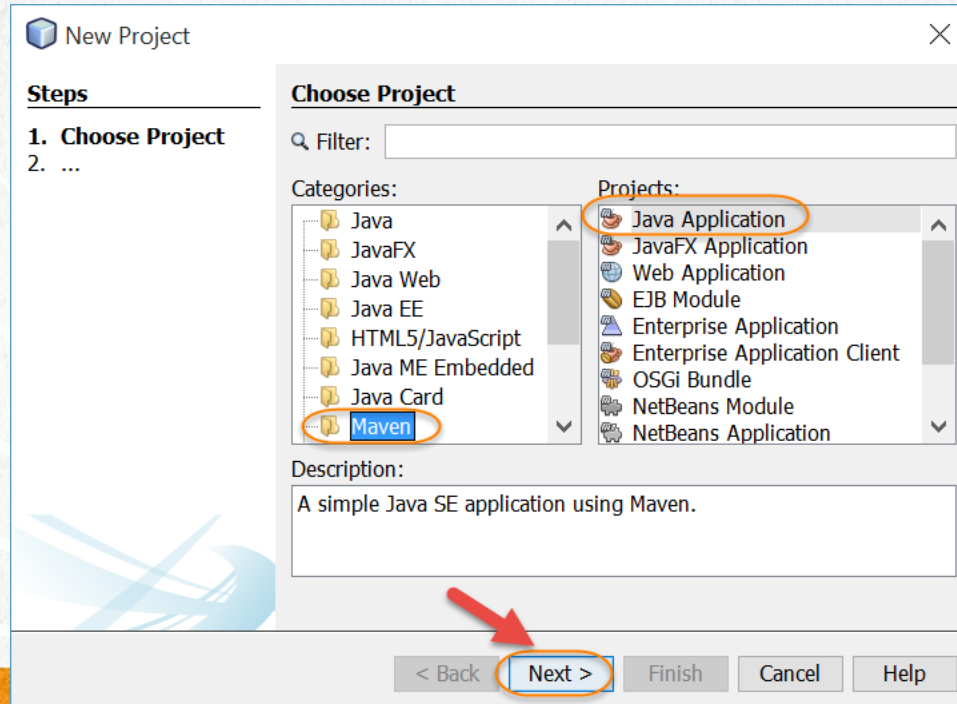 New Project
Steps
1. Choose Project
2. ...
Choose Project
Filter:
Categories:
Java
JavaFX
Java Web
Java EE
HTML5/JavaScript
Java ME Embedded
Java Card
Maven
Projects:
Java Application
JavaFX Application
Web Application
EJB Module
Enterprise Application
Enterprise Application Client
OSGi Bundle
NetBeans Module
NetBeans Application
Description:
A simple Java SE application using Maven.
< Back Next > Finish Cancel Help